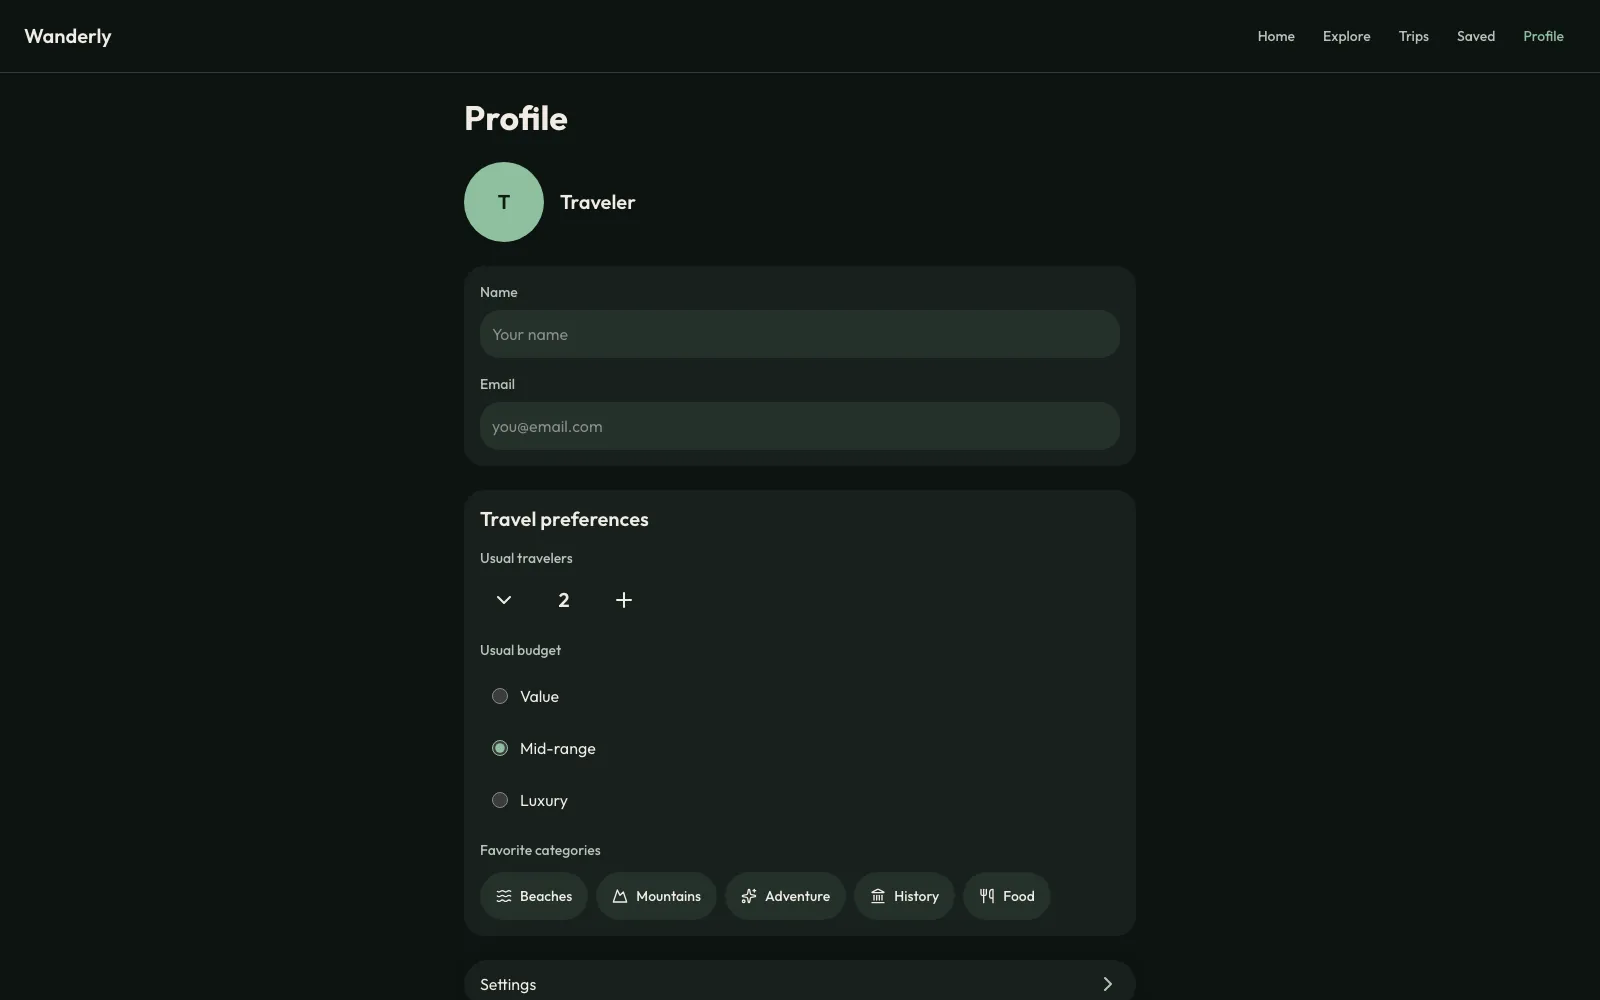 Wanderly
Home Explore Trips Saved Profile
Profile
T
Traveler
Name
Your name
Email
you@email.com
Travel preferences
Usual travelers
2
Usual budget
Value
Mid-range
Luxury
Favorite categories
Beaches Mountains Adventure History Food
Settings